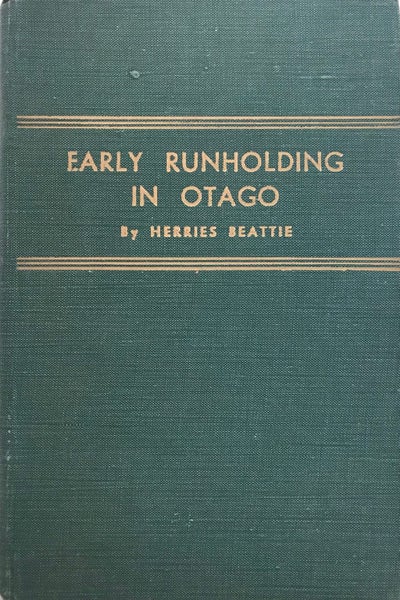 EARLY RUNHOLDING
IN OTAGO
By HERRIES BEATTIE